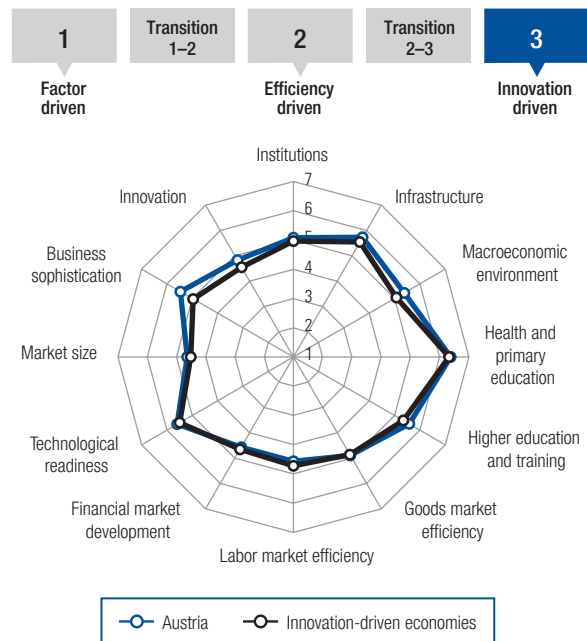 1
Transition
1–2
2
Transition
2–3
3
Factor
driven
Efficiency
driven
Innovation
driven
Institutions
7
Innovation
Infrastructure
6
5
Business
sophistication
Macroeconomic
environment
4
3
2
Market size
1
Health and
primary
education
Technological
readiness
Higher education
and training
Financial market
development
Goods market
efficiency
Labor market efficiency
Austria
Innovation-driven economies